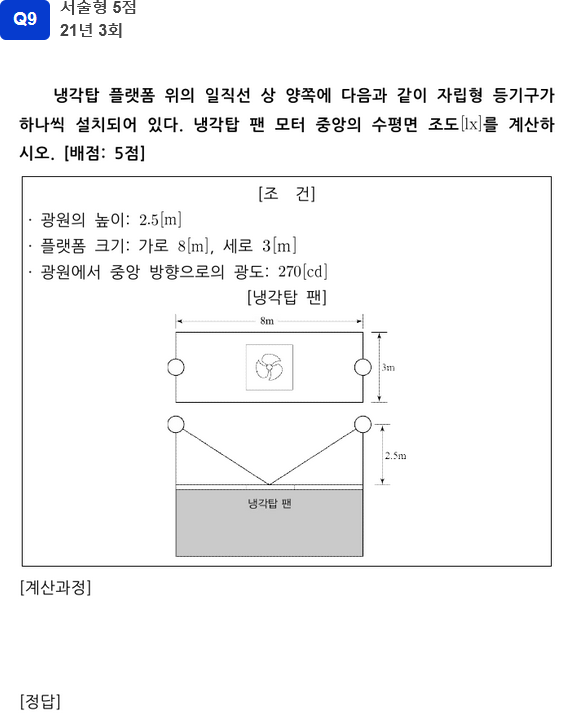 Q9
서술형 5점
21년 3회
냉각탑 플랫폼 위의 일직선 상 양쪽에 다음과 같이 자립형 등기구가
하나씩 설치되어 있다. 냉각탑 팬 모터 중앙의 수평면 조도[lx]를 계산하
시오. [배점: 5점]
[조 건]
· 광원의 높이: 2.5[m]
· 플랫폼 크기: 가로 8[m], 세로 3[m]
· 광원에서 중앙 방향으로의 광도: 270[cd]
[냉각탑 팬]
8m
3m
2.5m
냉각탑 팬
[계산과정]
[정답]